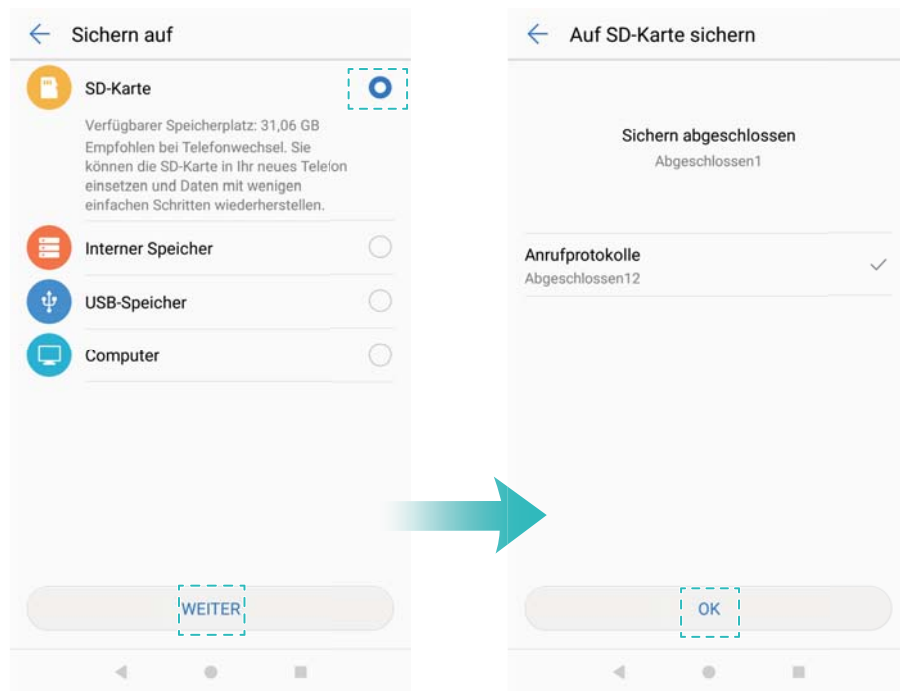 Sichern auf
SD-Karte
Verfügbarer Speicherplatz: 31,06 GB
Empfohlen bei Telefonwechsel. Sie
können die SD-Karte in Ihr neues Telefon
einsetzen und Daten mit wenigen
einfachen Schritten wiederherstellen.
Interner Speicher
USB-Speicher
Computer
WEITER
Auf SD-Karte sichern
Sichern abgeschlossen
Abgeschlossen1
Anrufprotokolle
Abgeschlossen12
OK